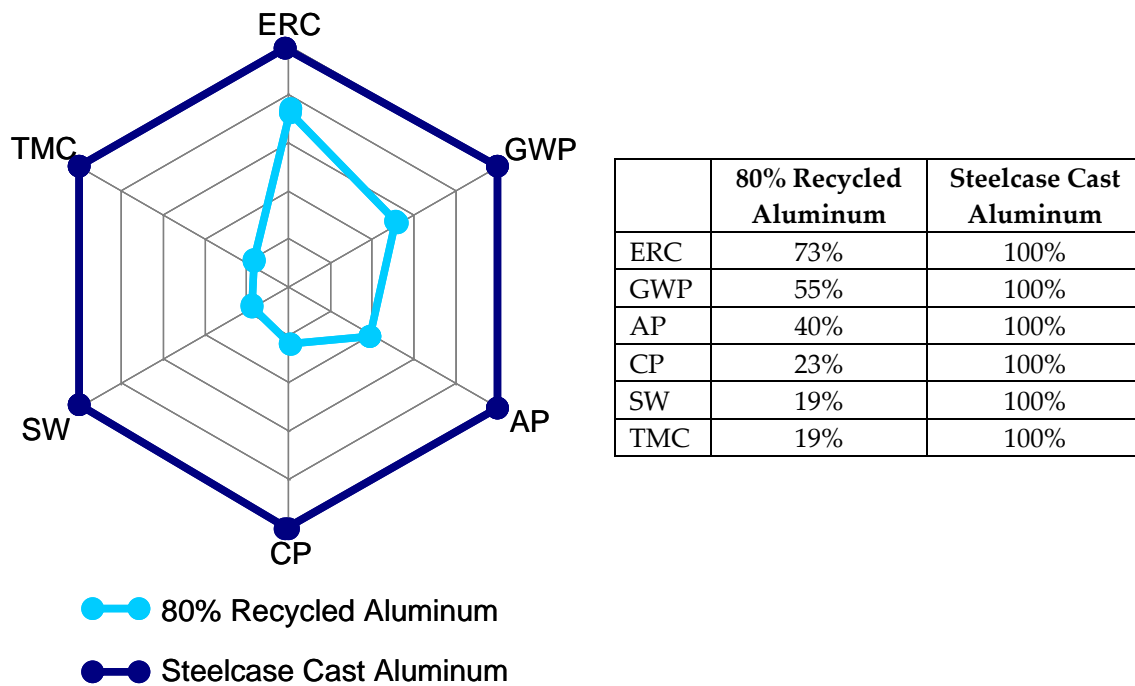 ERC
TMC
GWP
SW
AP
CP
80% Recycled Aluminum
Steelcase Cast Aluminum
80% Recycled Steelcase Cast
Aluminum Aluminum
ERC 73% 100%
GWP 55% 100%
AP 40% 100%
CP 23% 100%
SW 19% 100%
TMC 19% 100%